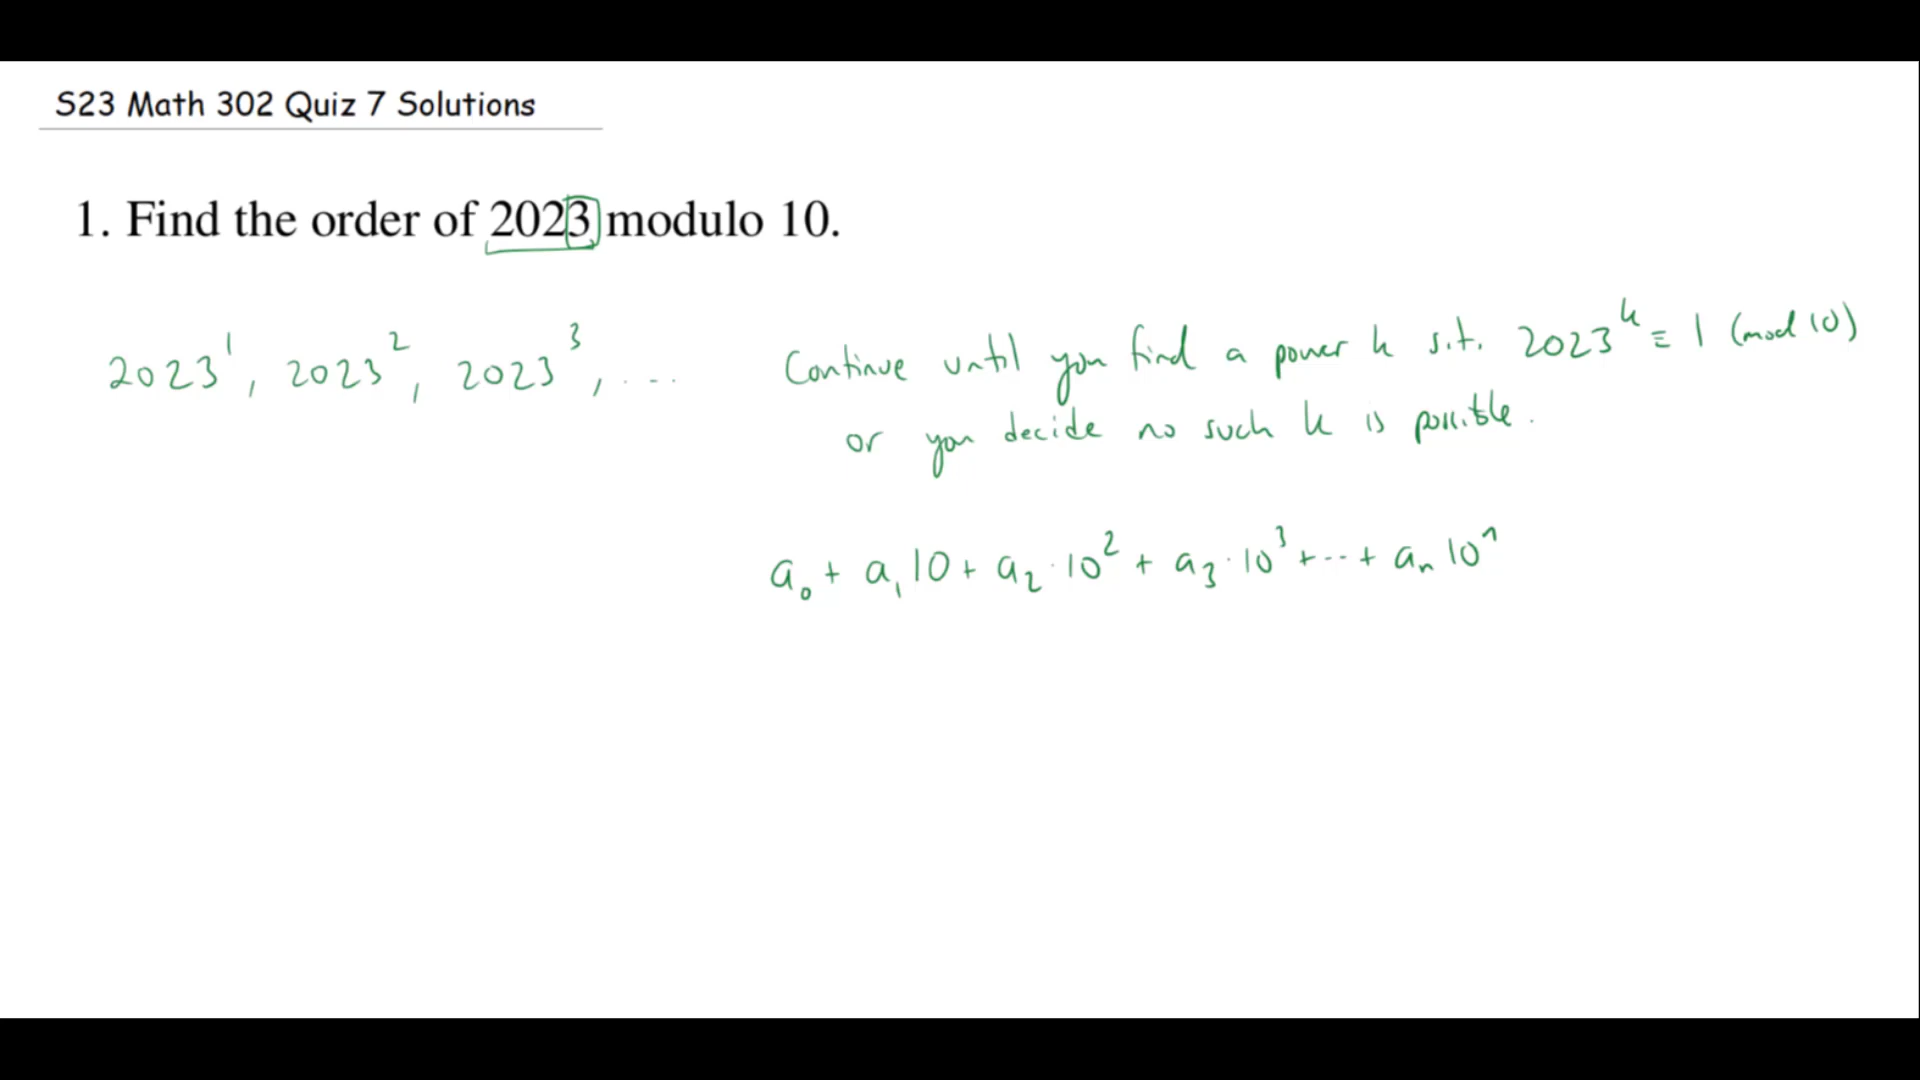 S23 Math 302 Quiz 7 Solutions
1. Find the order of 2023 modulo 10.
2023¹, 2023², 2023³, ...
Continue until you find a power k s.t. 2023ᵏ ≡ 1 (mod 10)
or you decide no such k is possible.
a₀ + a₁10 + a₂·10² + a₃·10³ + ... + aₙ10ⁿ